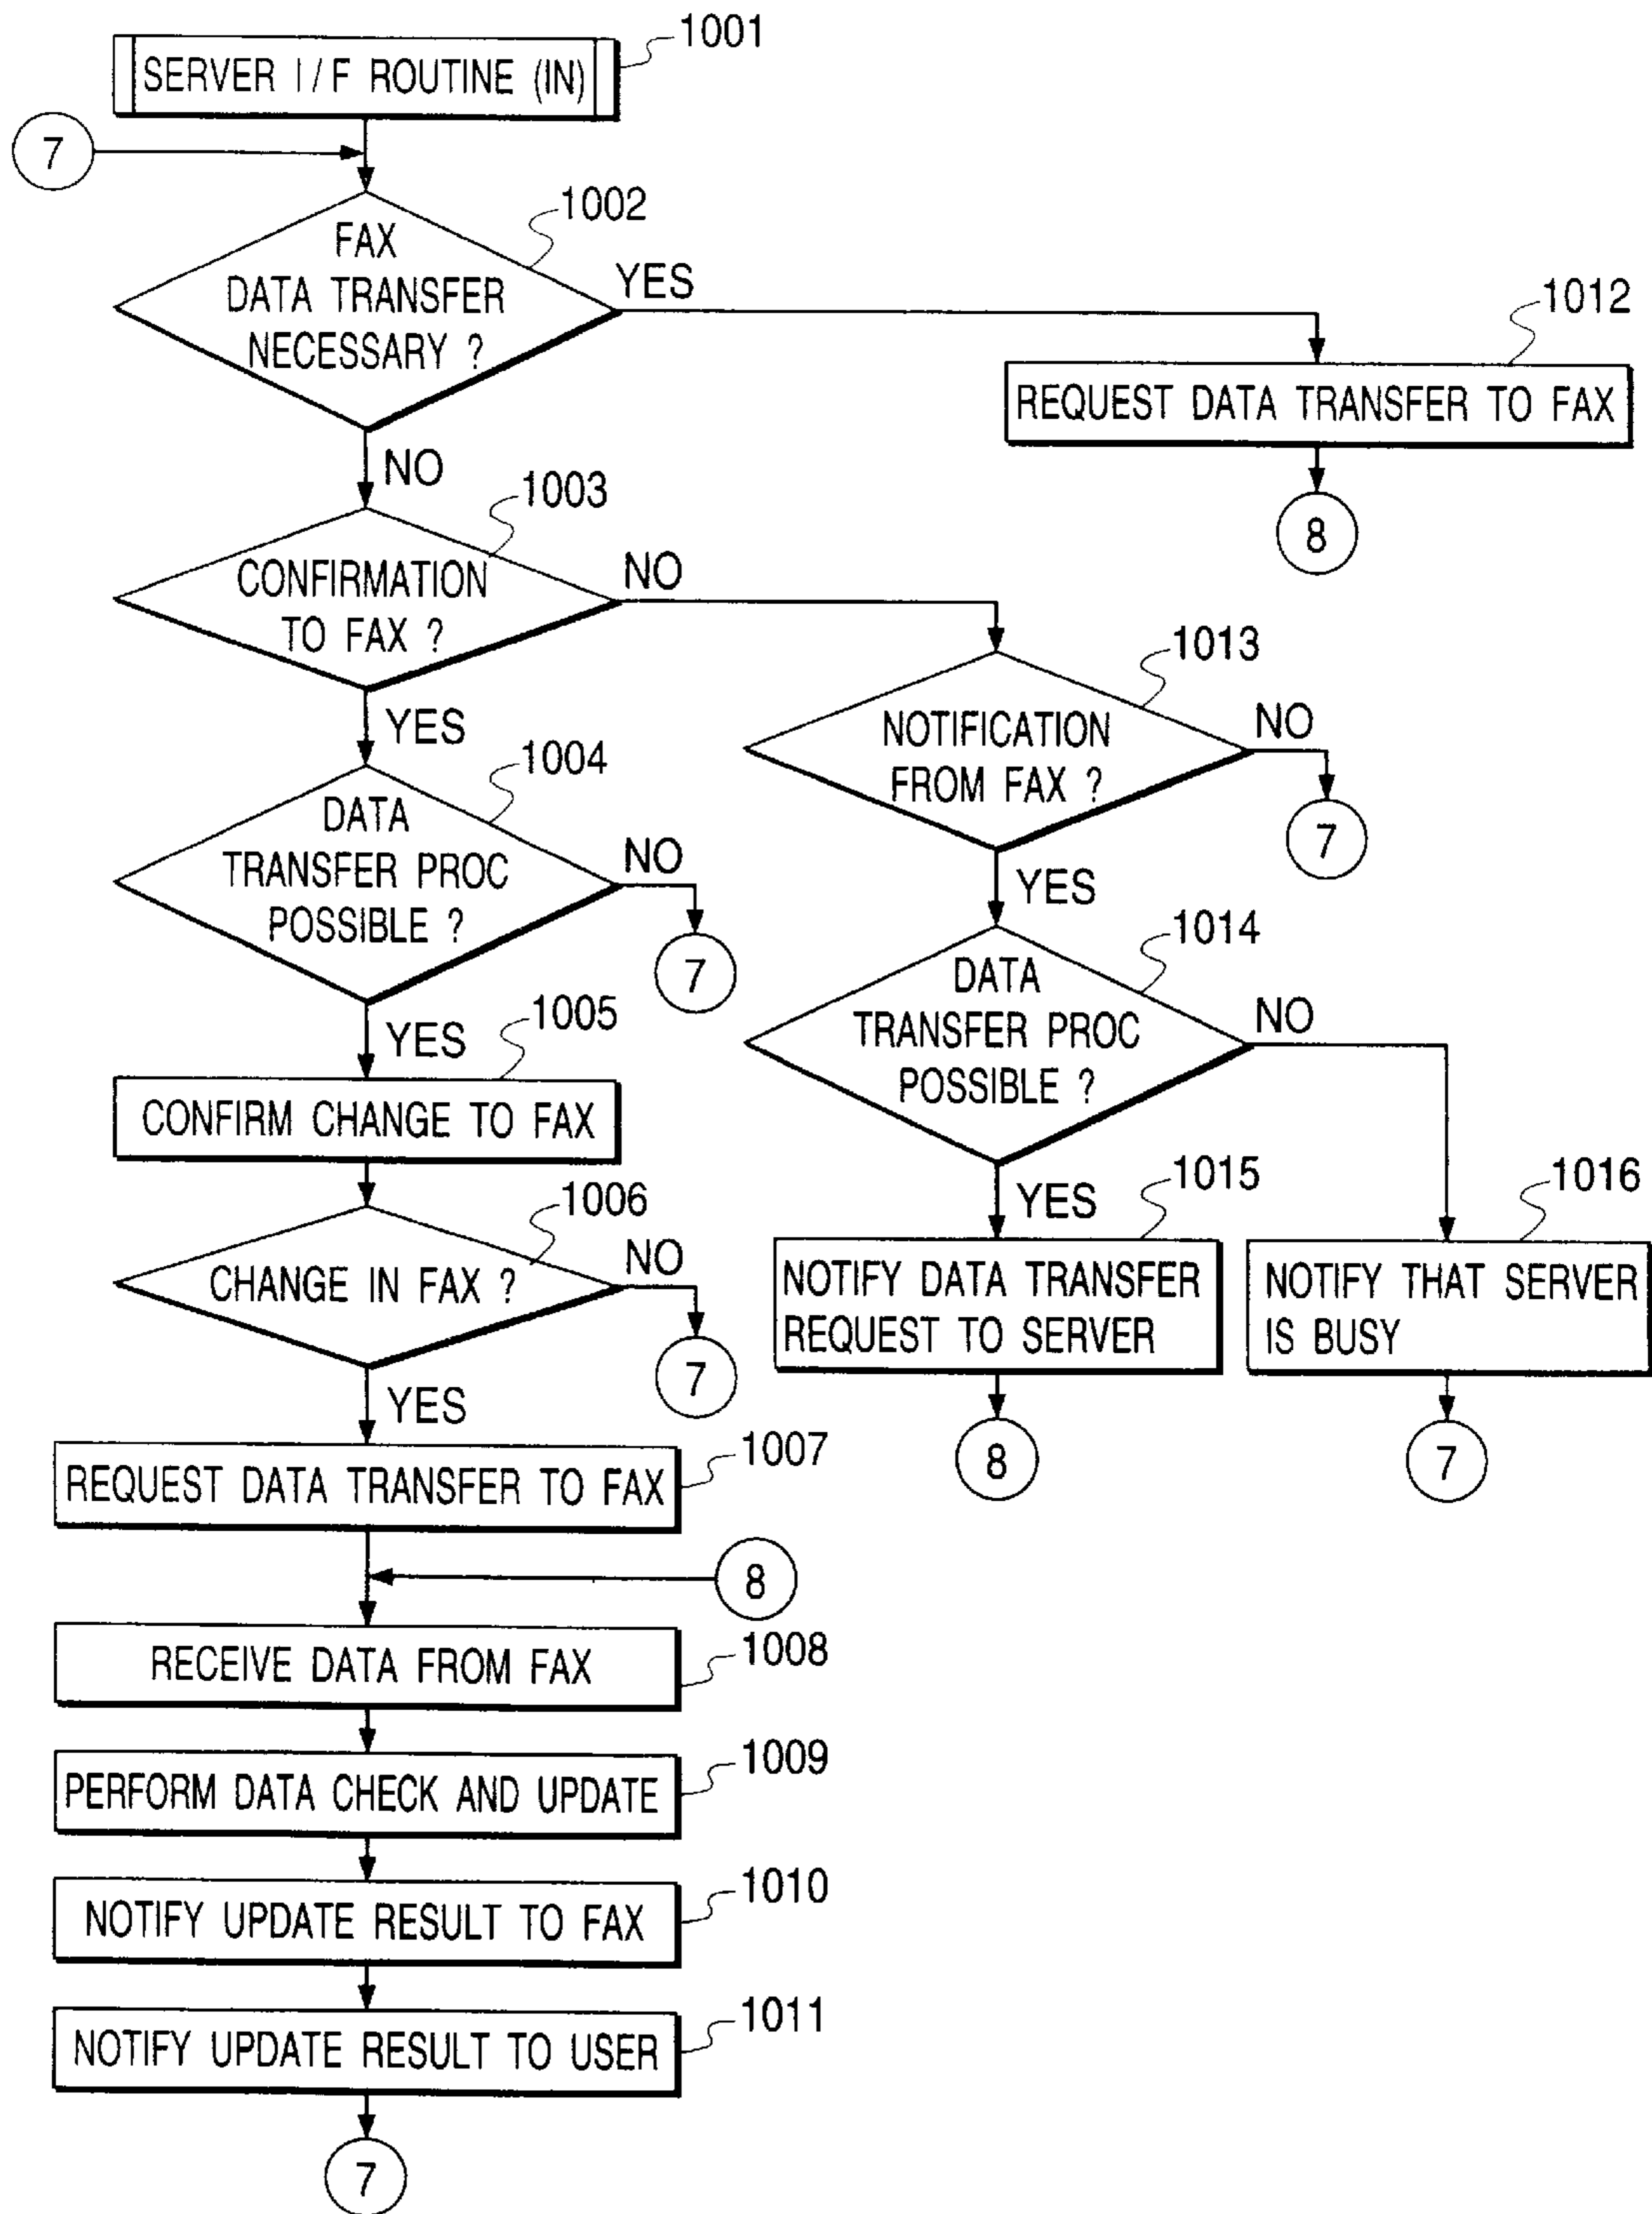 1001
SERVER I/F ROUTINE (IN)
7
1002
FAX
DATA TRANSFER
NECESSARY ?
YES
1012
REQUEST DATA TRANSFER TO FAX
8
NO
1003
CONFIRMATION
TO FAX ?
NO
1013
NOTIFICATION
FROM FAX ?
NO
7
YES
1004
DATA
TRANSFER PROC
POSSIBLE ?
NO
7
YES
1014
DATA
TRANSFER PROC
POSSIBLE ?
NO
YES
1005
CONFIRM CHANGE TO FAX
1006
CHANGE IN FAX ?
NO
7
YES
1015
NOTIFY DATA TRANSFER
REQUEST TO SERVER
8
1016
NOTIFY THAT SERVER
IS BUSY
7
YES
1007
REQUEST DATA TRANSFER TO FAX
8
1008
RECEIVE DATA FROM FAX
1009
PERFORM DATA CHECK AND UPDATE
1010
NOTIFY UPDATE RESULT TO FAX
1011
NOTIFY UPDATE RESULT TO USER
7